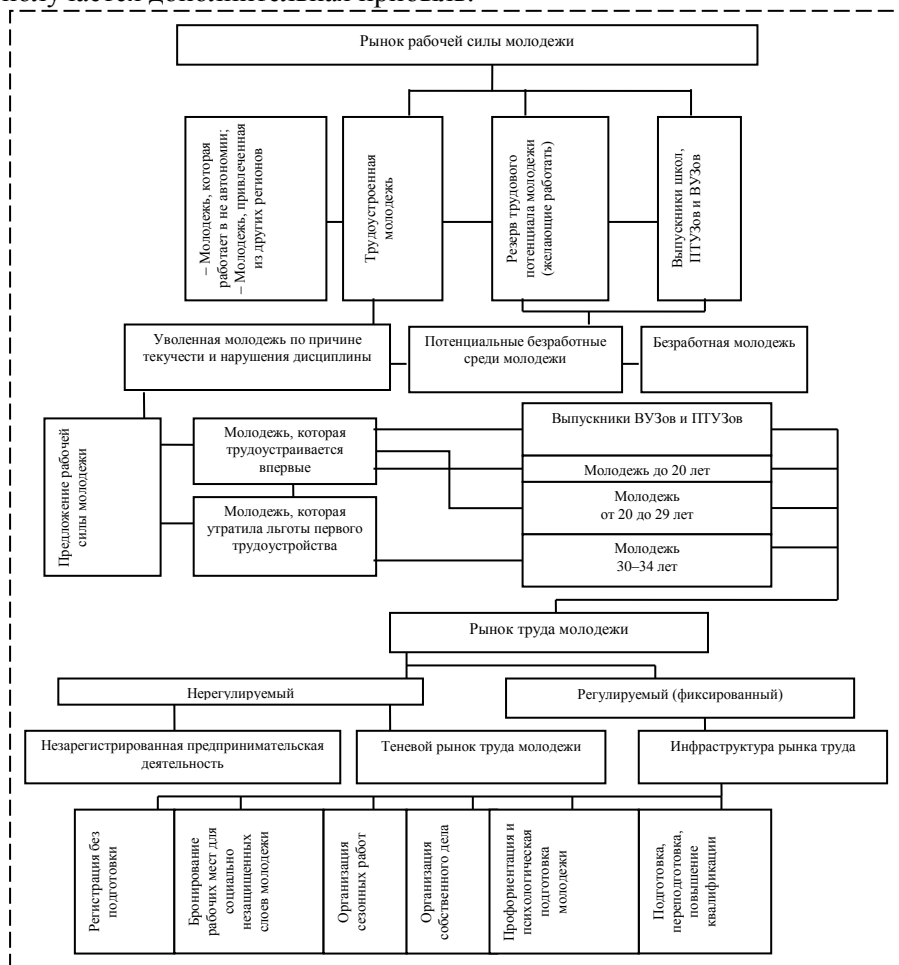 получается дополнительная прибыль.
Рынок рабочей силы молодежи
– Молодежь, которая
работает в не автономии;
– Молодежь, привлеченная
из других регионов
Трудоустроенная
молодежь
Резерв трудового
потенциала молодежи
(желающие работать)
Выпускники школ,
ПТУЗов и ВУЗов
Уволенная молодежь по причине
текучести и нарушения дисциплины
Потенциальные безработные
среди молодежи
Безработная молодежь
Предложение рабочей
силы молодежи
Молодежь, которая
трудоустраивается
впервые
Молодежь, которая
утратила льготы первого
трудоустройства
Выпускники ВУЗов и ПТУЗов
Молодежь до 20 лет
Молодежь
от 20 до 29 лет
Молодежь
30–34 лет
Рынок труда молодежи
Нерегулируемый
Регулируемый (фиксированный)
Незарегистрированная предпринимательская
деятельность
Теневой рынок труда молодежи
Инфраструктура рынка труда
Регистрация без
подготовки
Бронирование
рабочих мест для
социально
незащищенных
слоев молодежи
Организация
сезонных работ
Организация
собственного дела
Профориентация и
психологическая
подготовка
молодежи
Подготовка,
переподготовка,
повышение
квалификации